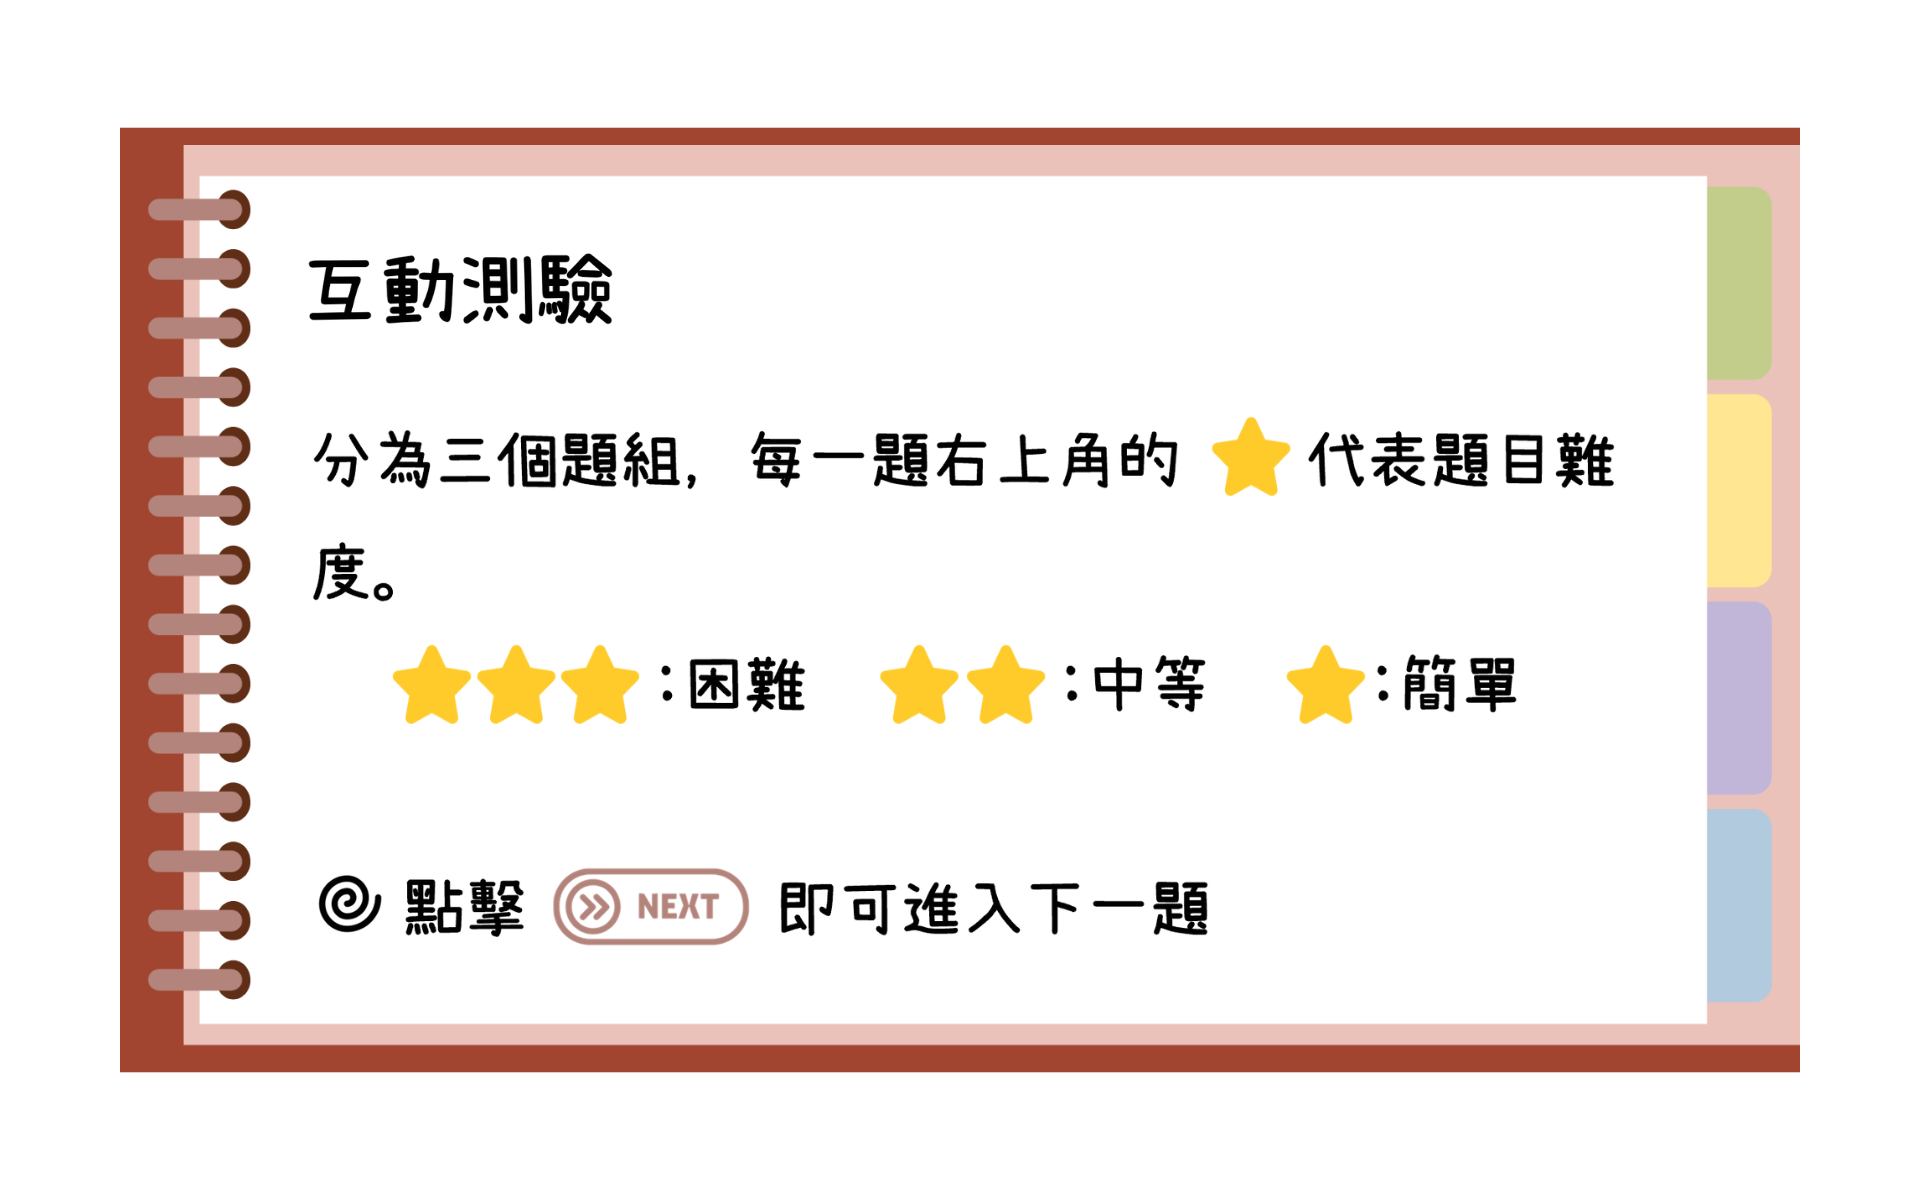 互動測驗
分為三個題組，每一題右上角的 代表題目難
度。
：困難 ：中等 ：簡單
點擊 NEXT 即可進入下一題